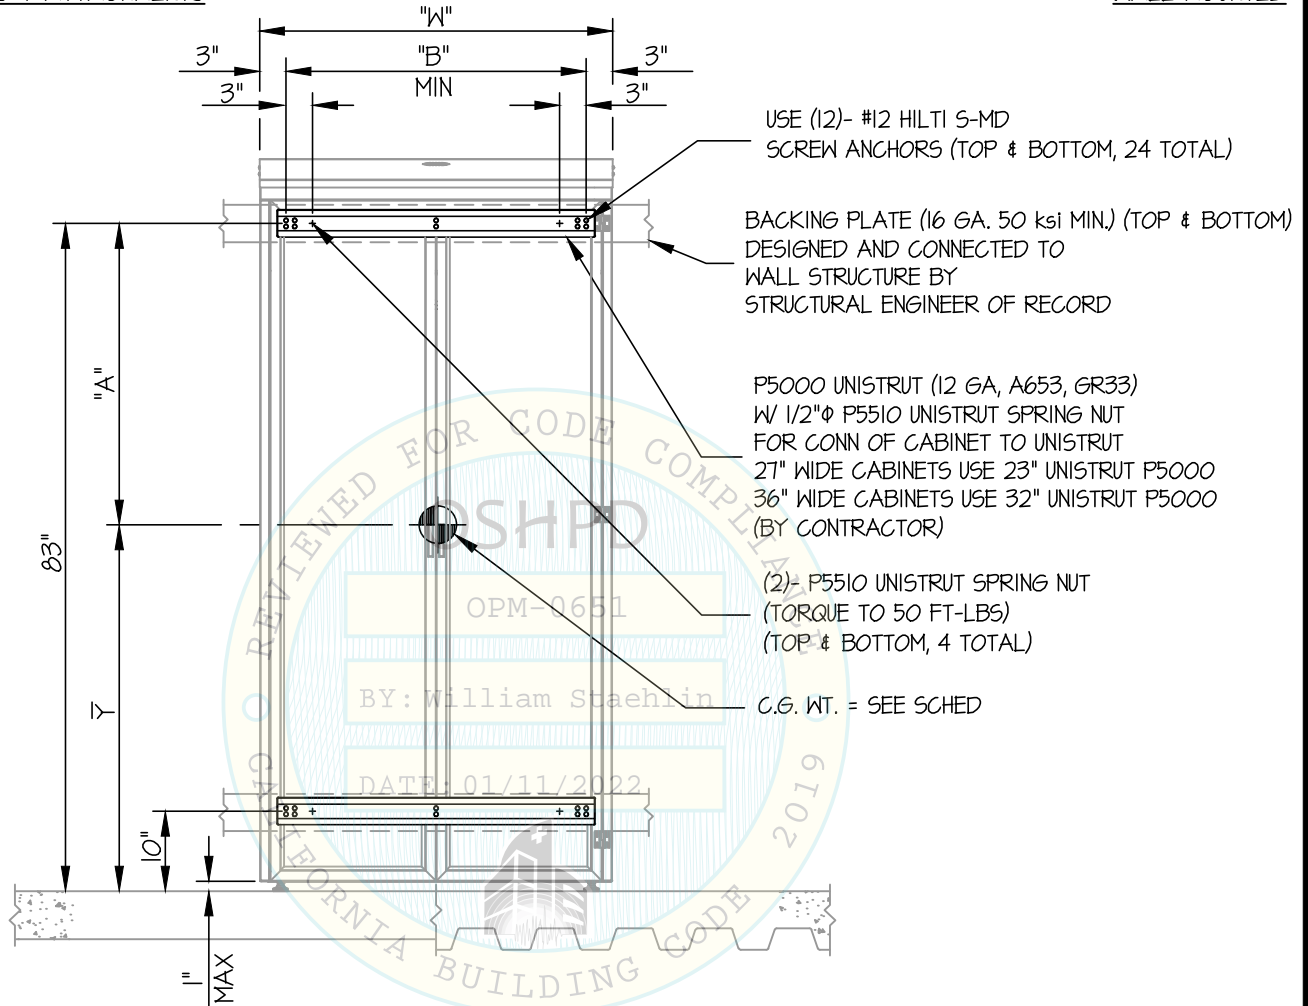 "W"
3"
"B"
3"
MIN
3"
3"
USE (12)- #12 HILTI S-MD
SCREW ANCHORS (TOP & BOTTOM, 24 TOTAL)
BACKING PLATE (16 GA. 50 ksi MIN.) (TOP & BOTTOM)
DESIGNED AND CONNECTED TO
WALL STRUCTURE BY
STRUCTURAL ENGINEER OF RECORD
"A"
83"
P5000 UNISTRUT (12 GA, A653, GR33)
W/ 1/2"Φ P5510 UNISTRUT SPRING NUT
FOR CONN OF CABINET TO UNISTRUT
27" WIDE CABINETS USE 23" UNISTRUT P5000
36" WIDE CABINETS USE 32" UNISTRUT P5000
(BY CONTRACTOR)
(2)- P5510 UNISTRUT SPRING NUT
(TORQUE TO 50 FT-LBS)
(TOP & BOTTOM, 4 TOTAL)
C.G. WT. = SEE SCHED
Y
10"
1"
MAX
REVIEWED FOR CODE COMPLIANCE
OSHPD
OPM-0651
BY: William Staehlin
DATE: 01/11/2022
CALIFORNIA BUILDING CODE 2019